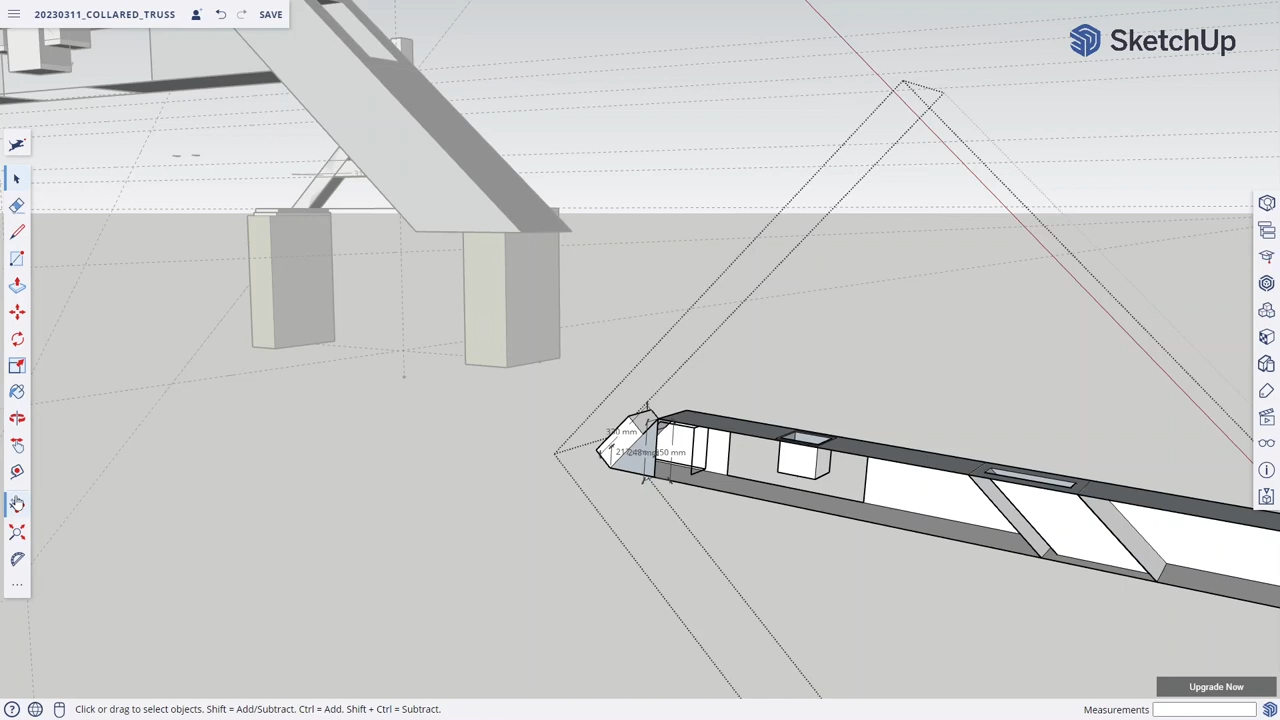 20230311_COLLARED_TRUSS
SAVE
SketchUp
Upgrade Now
Click or drag to select objects. Shift = Add/Subtract. Ctrl = Add. Shift + Ctrl = Subtract.
Measurements